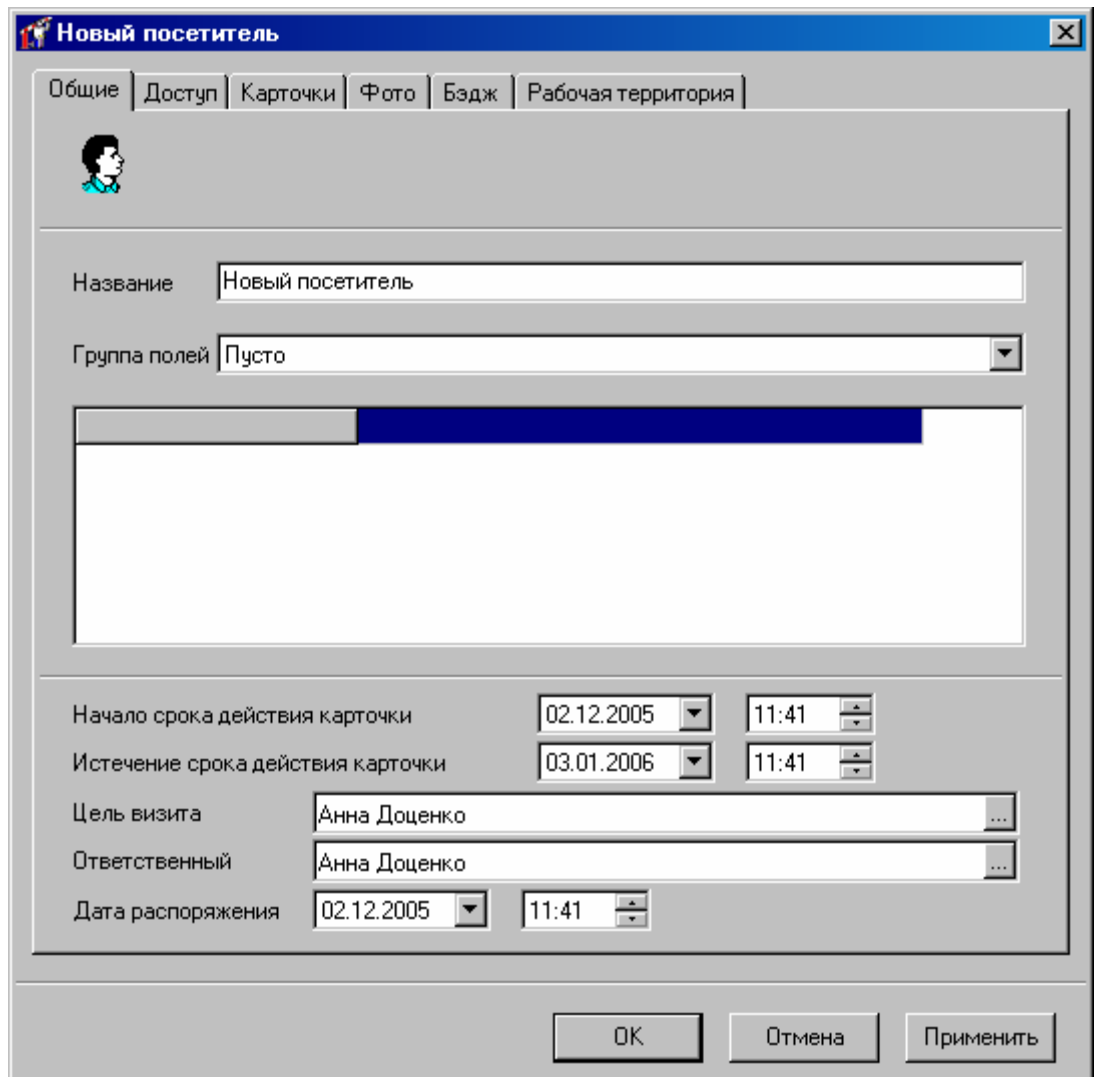 Новый посетитель
Общие Доступ Карточки Фото Бэдж Рабочая территория
Название Новый посетитель
Группа полей Пусто
Начало срока действия карточки 02.12.2005 11:41
Истечение срока действия карточки 03.01.2006 11:41
Цель визита Анна Доценко ...
Ответственный Анна Доценко ...
Дата распоряжения 02.12.2005 11:41
OK Отмена Применить